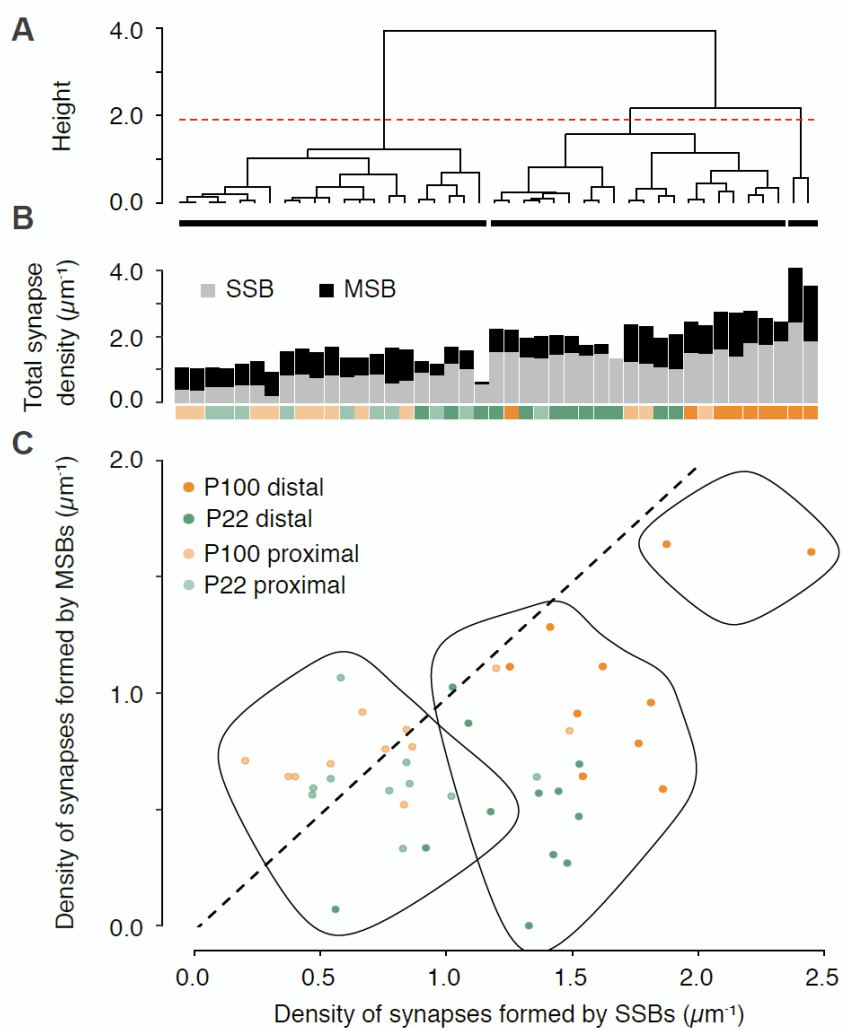 A
4.0
2.0
0.0
Height
B
4.0
2.0
0.0
Total synapse
density (µm⁻¹)
SSB MSB
C
2.0
1.0
0.0
Density of synapses formed by MSBs (µm⁻¹)
P100 distal
P22 distal
P100 proximal
P22 proximal
0.0 0.5 1.0 1.5 2.0 2.5
Density of synapses formed by SSBs (µm⁻¹)